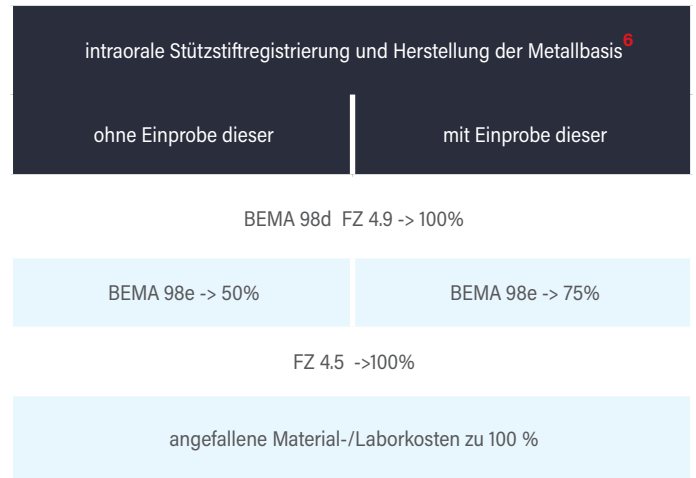 intraorale Stützstiftregistrierung und Herstellung der Metallbasis6
ohne Einprobe dieser
mit Einprobe dieser
BEMA 98d  FZ 4.9 -> 100%
BEMA 98e -> 50%
BEMA 98e -> 75%
FZ 4.5  ->100%
angefallene Material-/Laborkosten zu 100 %